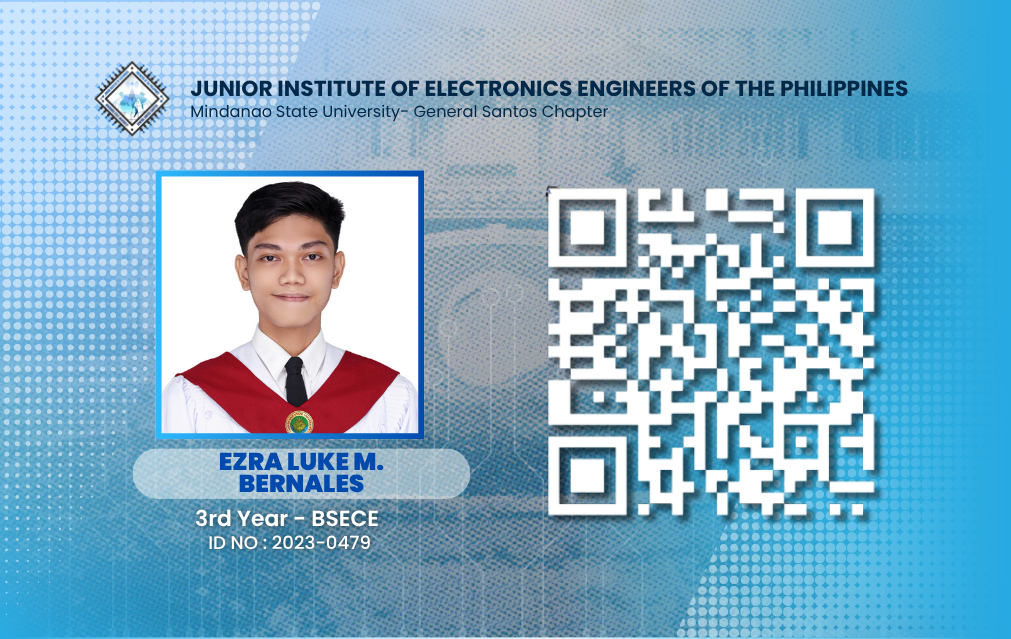 JUNIOR INSTITUTE OF ELECTRONICS ENGINEERS OF THE PHILIPPINES
Mindanao State University- General Santos Chapter
EZRA LUKE M.
BERNALES
3rd Year - BSECE
ID NO : 2023-0479